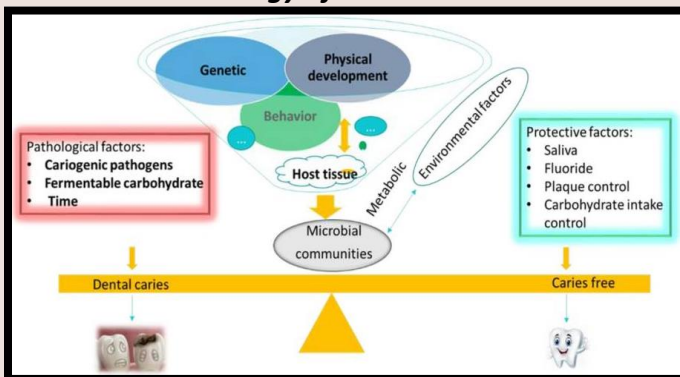 Genetic
Physical
development
Behavior
...
...
Host tissue
Metabolic
Environmental factors
Pathological factors:
• Cariogenic pathogens
• Fermentable carbohydrate
• Time
Protective factors:
• Saliva
• Fluoride
• Plaque control
• Carbohydrate intake
control
Microbial
communities
Dental caries
Caries free